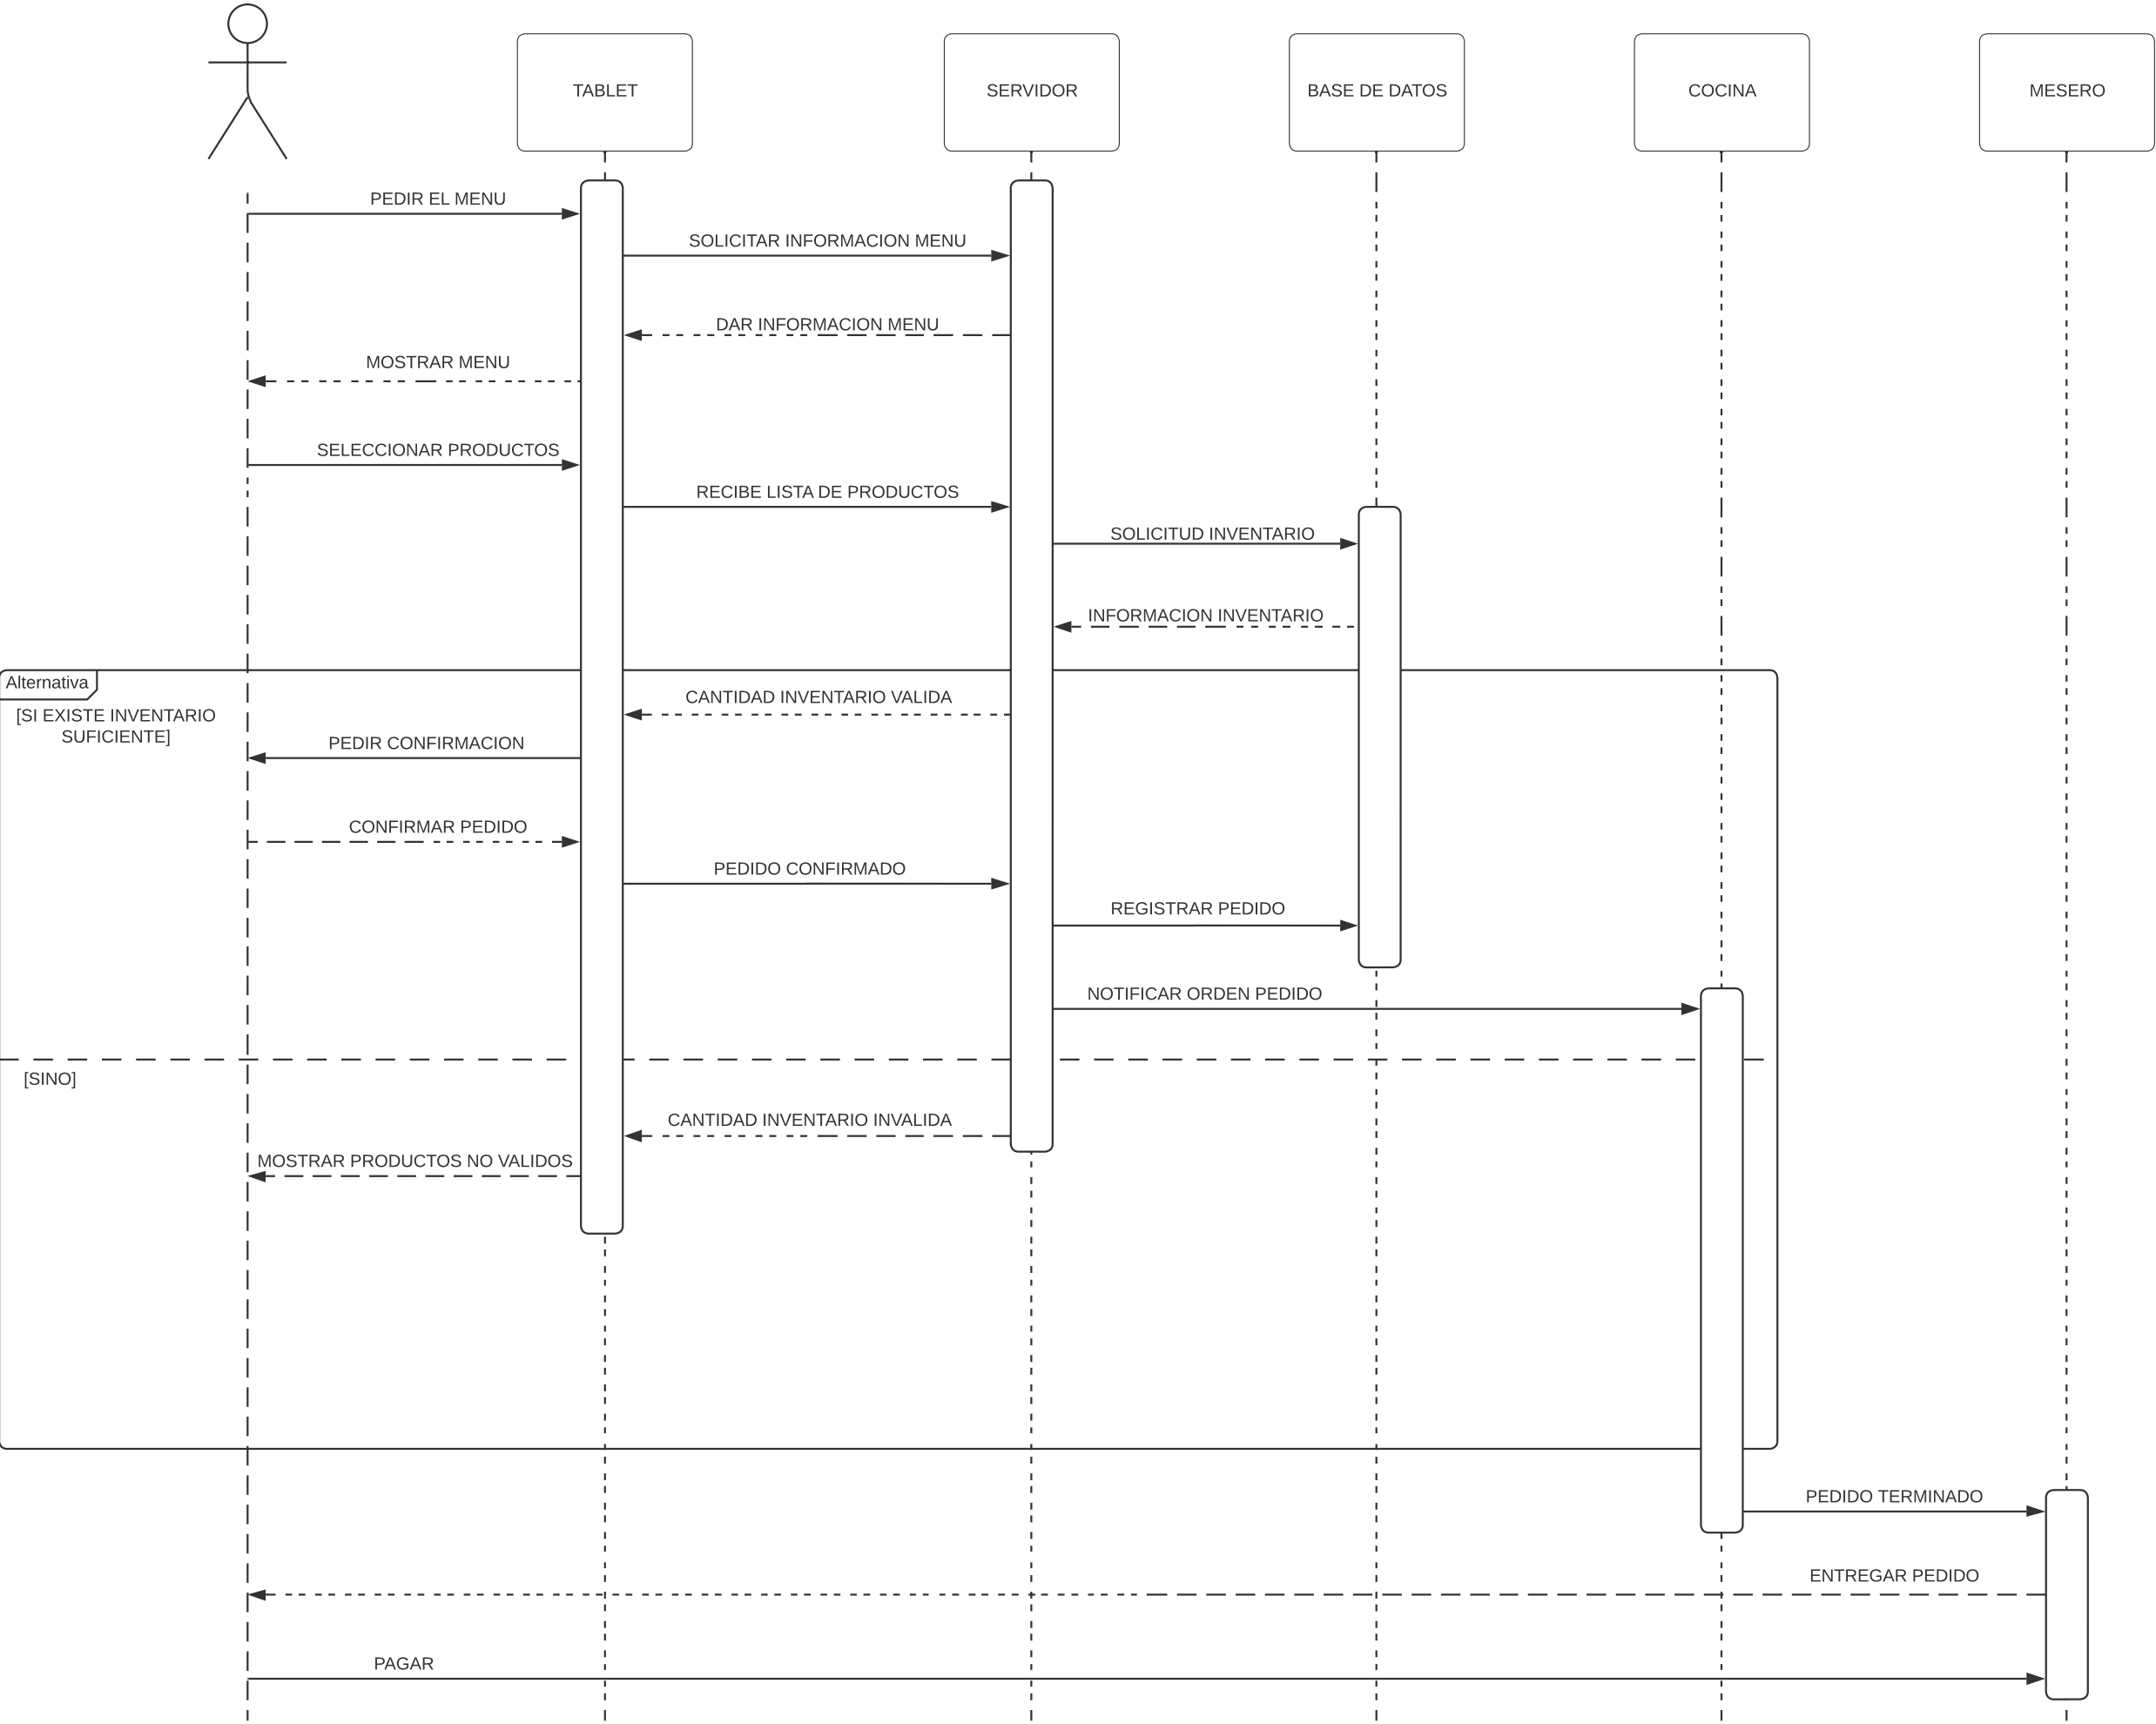 TABLET
SERVIDOR
BASE DE DATOS
COCINA
MESERO
PEDIR EL MENU
SOLICITAR INFORMACION MENU
DAR INFORMACION MENU
MOSTRAR MENU
SELECCIONAR PRODUCTOS
RECIBE LISTA DE PRODUCTOS
SOLICITUD INVENTARIO
INFORMACION INVENTARIO
Alternativa
[SI EXISTE INVENTARIO
SUFICIENTE]
CANTIDAD INVENTARIO VALIDA
PEDIR CONFIRMACION
CONFIRMAR PEDIDO
PEDIDO CONFIRMADO
REGISTRAR PEDIDO
NOTIFICAR ORDEN PEDIDO
[SINO]
CANTIDAD INVENTARIO INVALIDA
MOSTRAR PRODUCTOS NO VALIDOS
PEDIDO TERMINADO
ENTREGAR PEDIDO
PAGAR